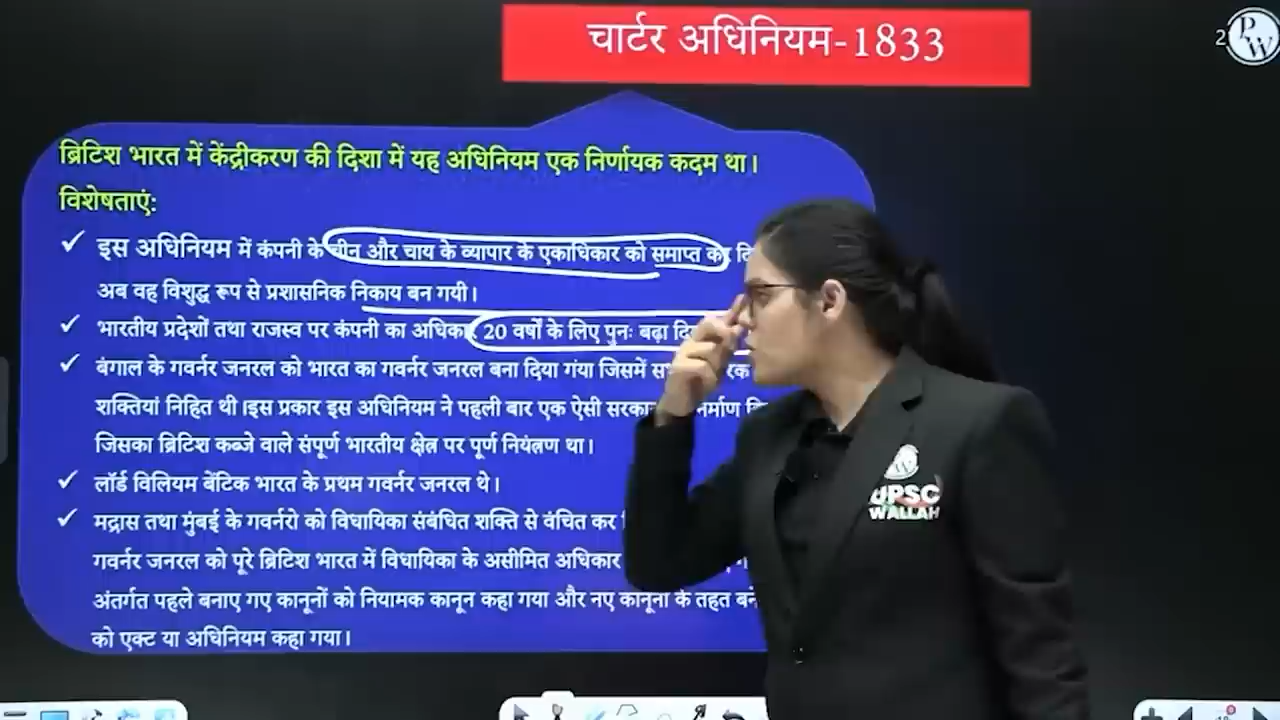 चार्टर अधिनियम-1833
2
PW
ब्रिटिश भारत में केंद्रीकरण की दिशा में यह अधिनियम एक निर्णायक कदम था।
विशेषताएं:
✓ इस अधिनियम में कंपनी के चीन और चाय के व्यापार के एकाधिकार को समाप्त कर
अब वह विशुद्ध रूप से प्रशासनिक निकाय बन गयी।
✓ भारतीय प्रदेशों तथा राजस्व पर कंपनी का 20 वर्षों के लिए पुनः बढ़ा
✓ बंगाल के गवर्नर जनरल को भारत का गवर्नर जनरल बना दिया गया जिसमें
शक्तियां निहित थी।इस प्रकार इस अधिनियम ने पहली बार एक ऐसी
जिसका ब्रिटिश कब्जे वाले संपूर्ण भारतीय क्षेत्र पर पूर्ण नियंत्रण था।
✓ लॉर्ड विलियम बेंटिक भारत के प्रथम गवर्नर जनरल थे।
✓ मद्रास तथा मुंबई के गवर्नरो को विधायिका संबंधित शक्ति से वंचित कर
गवर्नर जनरल को पूरे ब्रिटिश भारत में विधायिका के असीमित अधिकार
अंतर्गत पहले बनाए गए कानूनों को नियामक कानून कहा गया और नए कानूनों के तहत
को एक्ट या अधिनियम कहा गया।
UPSC
WALLAH